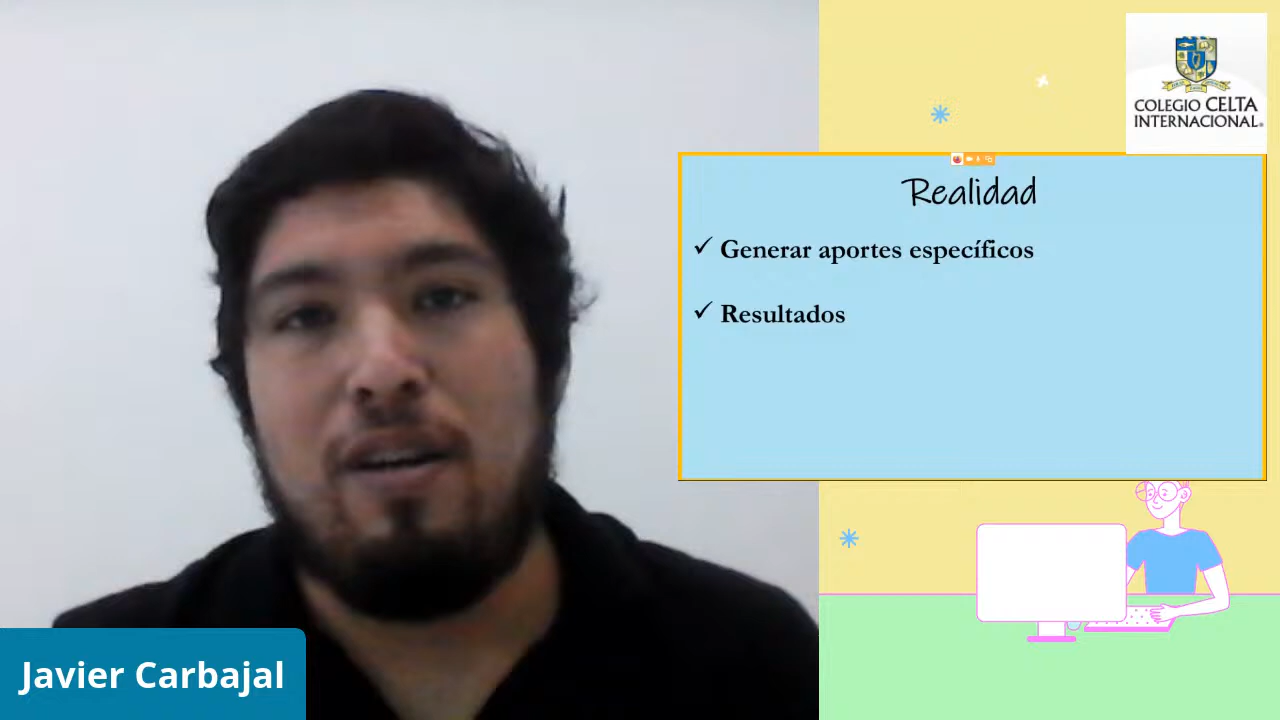 COLEGIO CELTA
INTERNACIONAL
Realidad
✓ Generar aportes específicos
✓ Resultados
Javier Carbajal